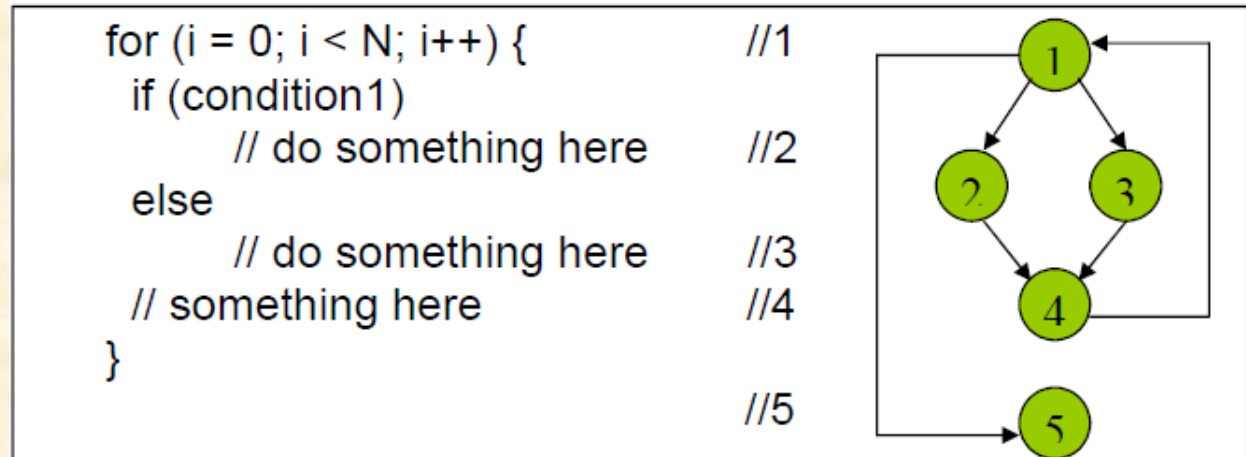 for (i = 0; i < N; i++) { //1
if (condition1)
// do something here //2
else
// do something here //3
// something here //4
}
//5
1
2 3
4
5